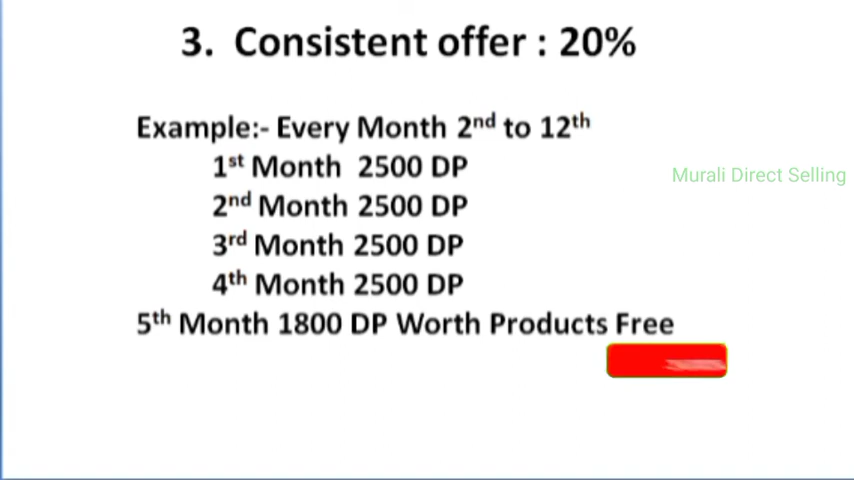 3. Consistent offer : 20%
Example:- Every Month 2nd to 12th
1st Month 2500 DP
Murali Direct Selling
2nd Month 2500 DP
3rd Month 2500 DP
4th Month 2500 DP
5th Month 1800 DP Worth Products Free